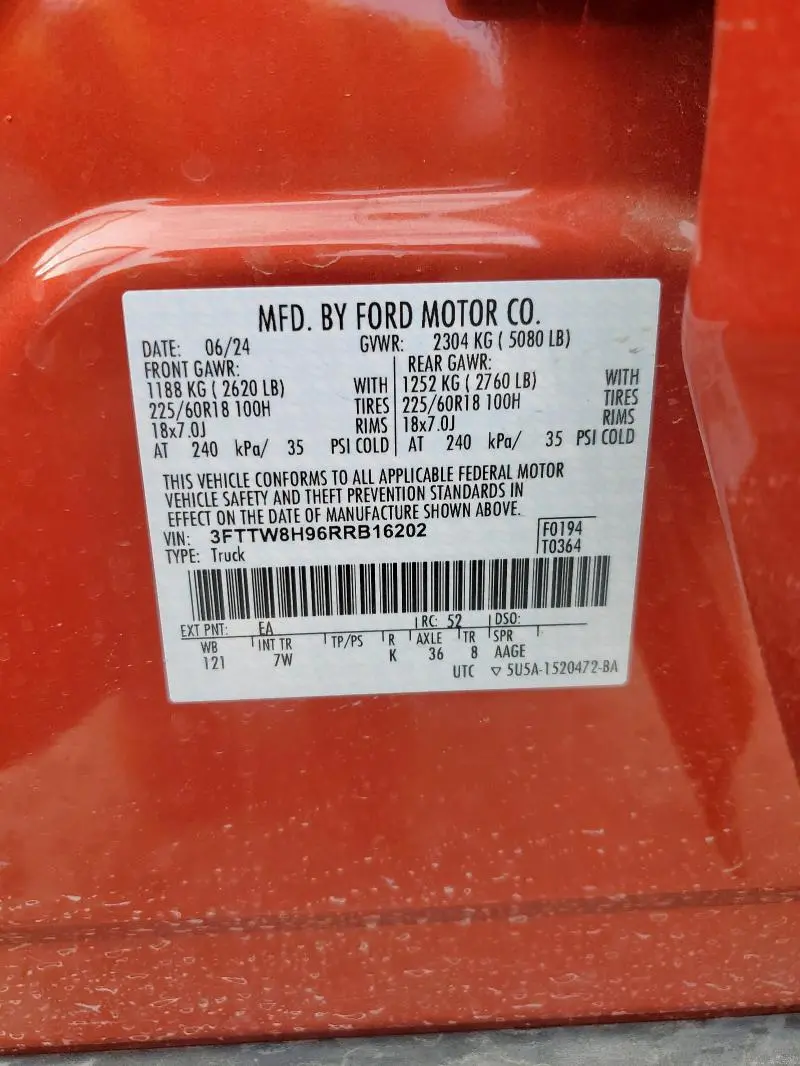 MFD. BY FORD MOTOR CO.
DATE: 06/24 GVWR: 2304 KG ( 5080 LB)
FRONT GAWR: REAR GAWR:
1188 KG ( 2620 LB) WITH 1252 KG ( 2760 LB) WITH
225/60R18 100H TIRES 225/60R18 100H TIRES
18x7.0J RIMS 18x7.0J RIMS
AT 240 kPa/ 35 PSI COLD AT 240 kPa/ 35 PSI COLD
THIS VEHICLE CONFORMS TO ALL APPLICABLE FEDERAL MOTOR
VEHICLE SAFETY AND THEFT PREVENTION STANDARDS IN
EFFECT ON THE DATE OF MANUFACTURE SHOWN ABOVE.
VIN: 3FTTW8H96RRB16202 F0194
TYPE: Truck T0364
EXT PNT: EA RC: 52 DSO:
WB INT TR TP/PS R AXLE TR SPR
121 7W K 36 8 AAGE
UTC ▽ 5U5A-1520472-BA